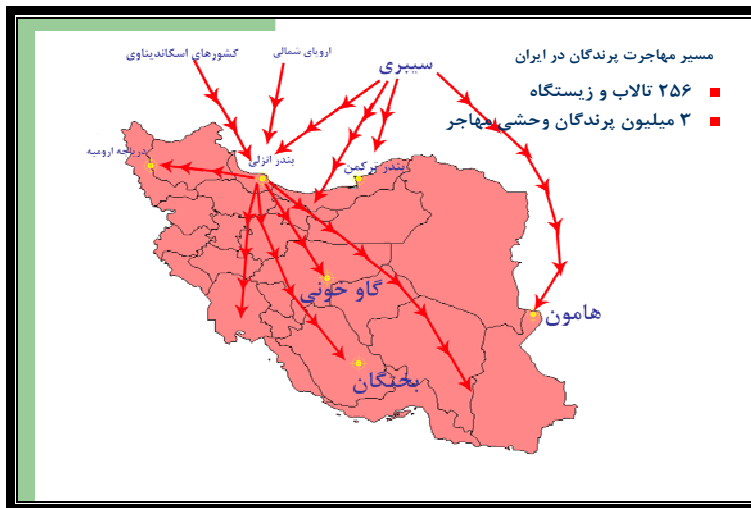 مسیر مهاجرت پرندگان در ایران
۲۵۶ تالاب و زیستگاه
۳ میلیون پرندگان وحشی مهاجر
سیبری
اروپای شمالی
کشورهای اسکاندیناوی
دریاچه ارومیه
بندر انزلی
بندر ترکمن
گاو خونی
هامون
بختگان